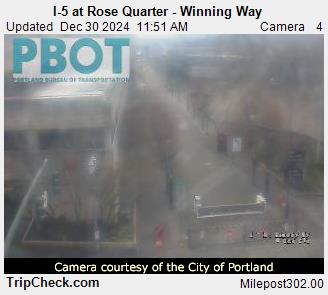 I-5 at Rose Quarter - Winning Way
Updated Dec 30 2024 11:51 AM Camera 4
PBOT
PORTLAND BUREAU OF TRANSPORTATION
Camera courtesy of the City of Portland
TripCheck.com Milepost302.00